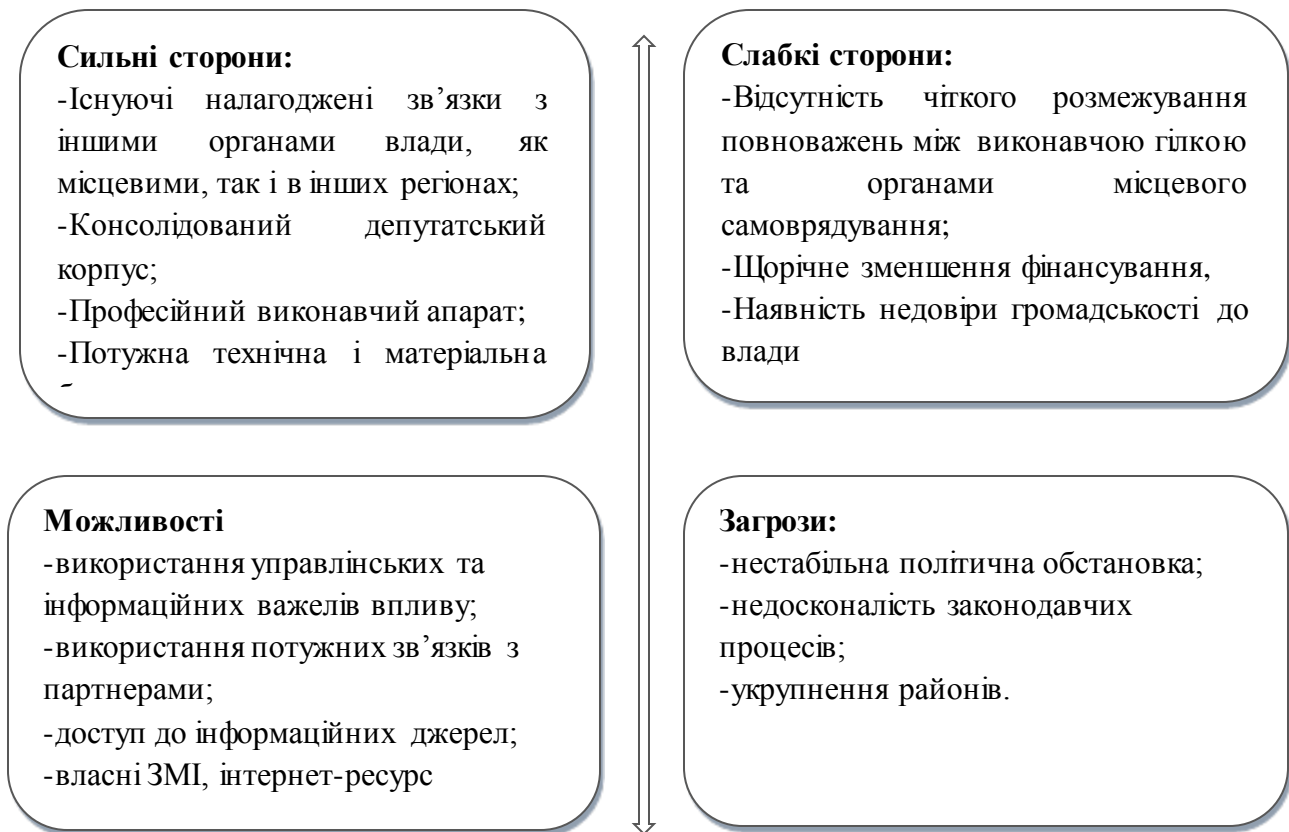 Сильні сторони:
-Існуючі налагоджені зв’язки з
іншими органами влади, як
місцевими, так і в інших регіонах;
-Консолідований депутатський
корпус;
-Професійний виконавчий апарат;
-Потужна технічна і матеріальна
Слабкі сторони:
-Відсутність чіткого розмежування
повноважень між виконавчою гілкою
та органами місцевого
самоврядування;
-Щорічне зменшення фінансування,
-Наявність недовіри громадськості до
влади
Можливості
-використання управлінських та
інформаційних важелів впливу;
-використання потужних зв’язків з
партнерами;
-доступ до інформаційних джерел;
-власні ЗМІ, інтернет-ресурс
Загрози:
-нестабільна політична обстановка;
-недосконалість законодавчих
процесів;
-укрупнення районів.